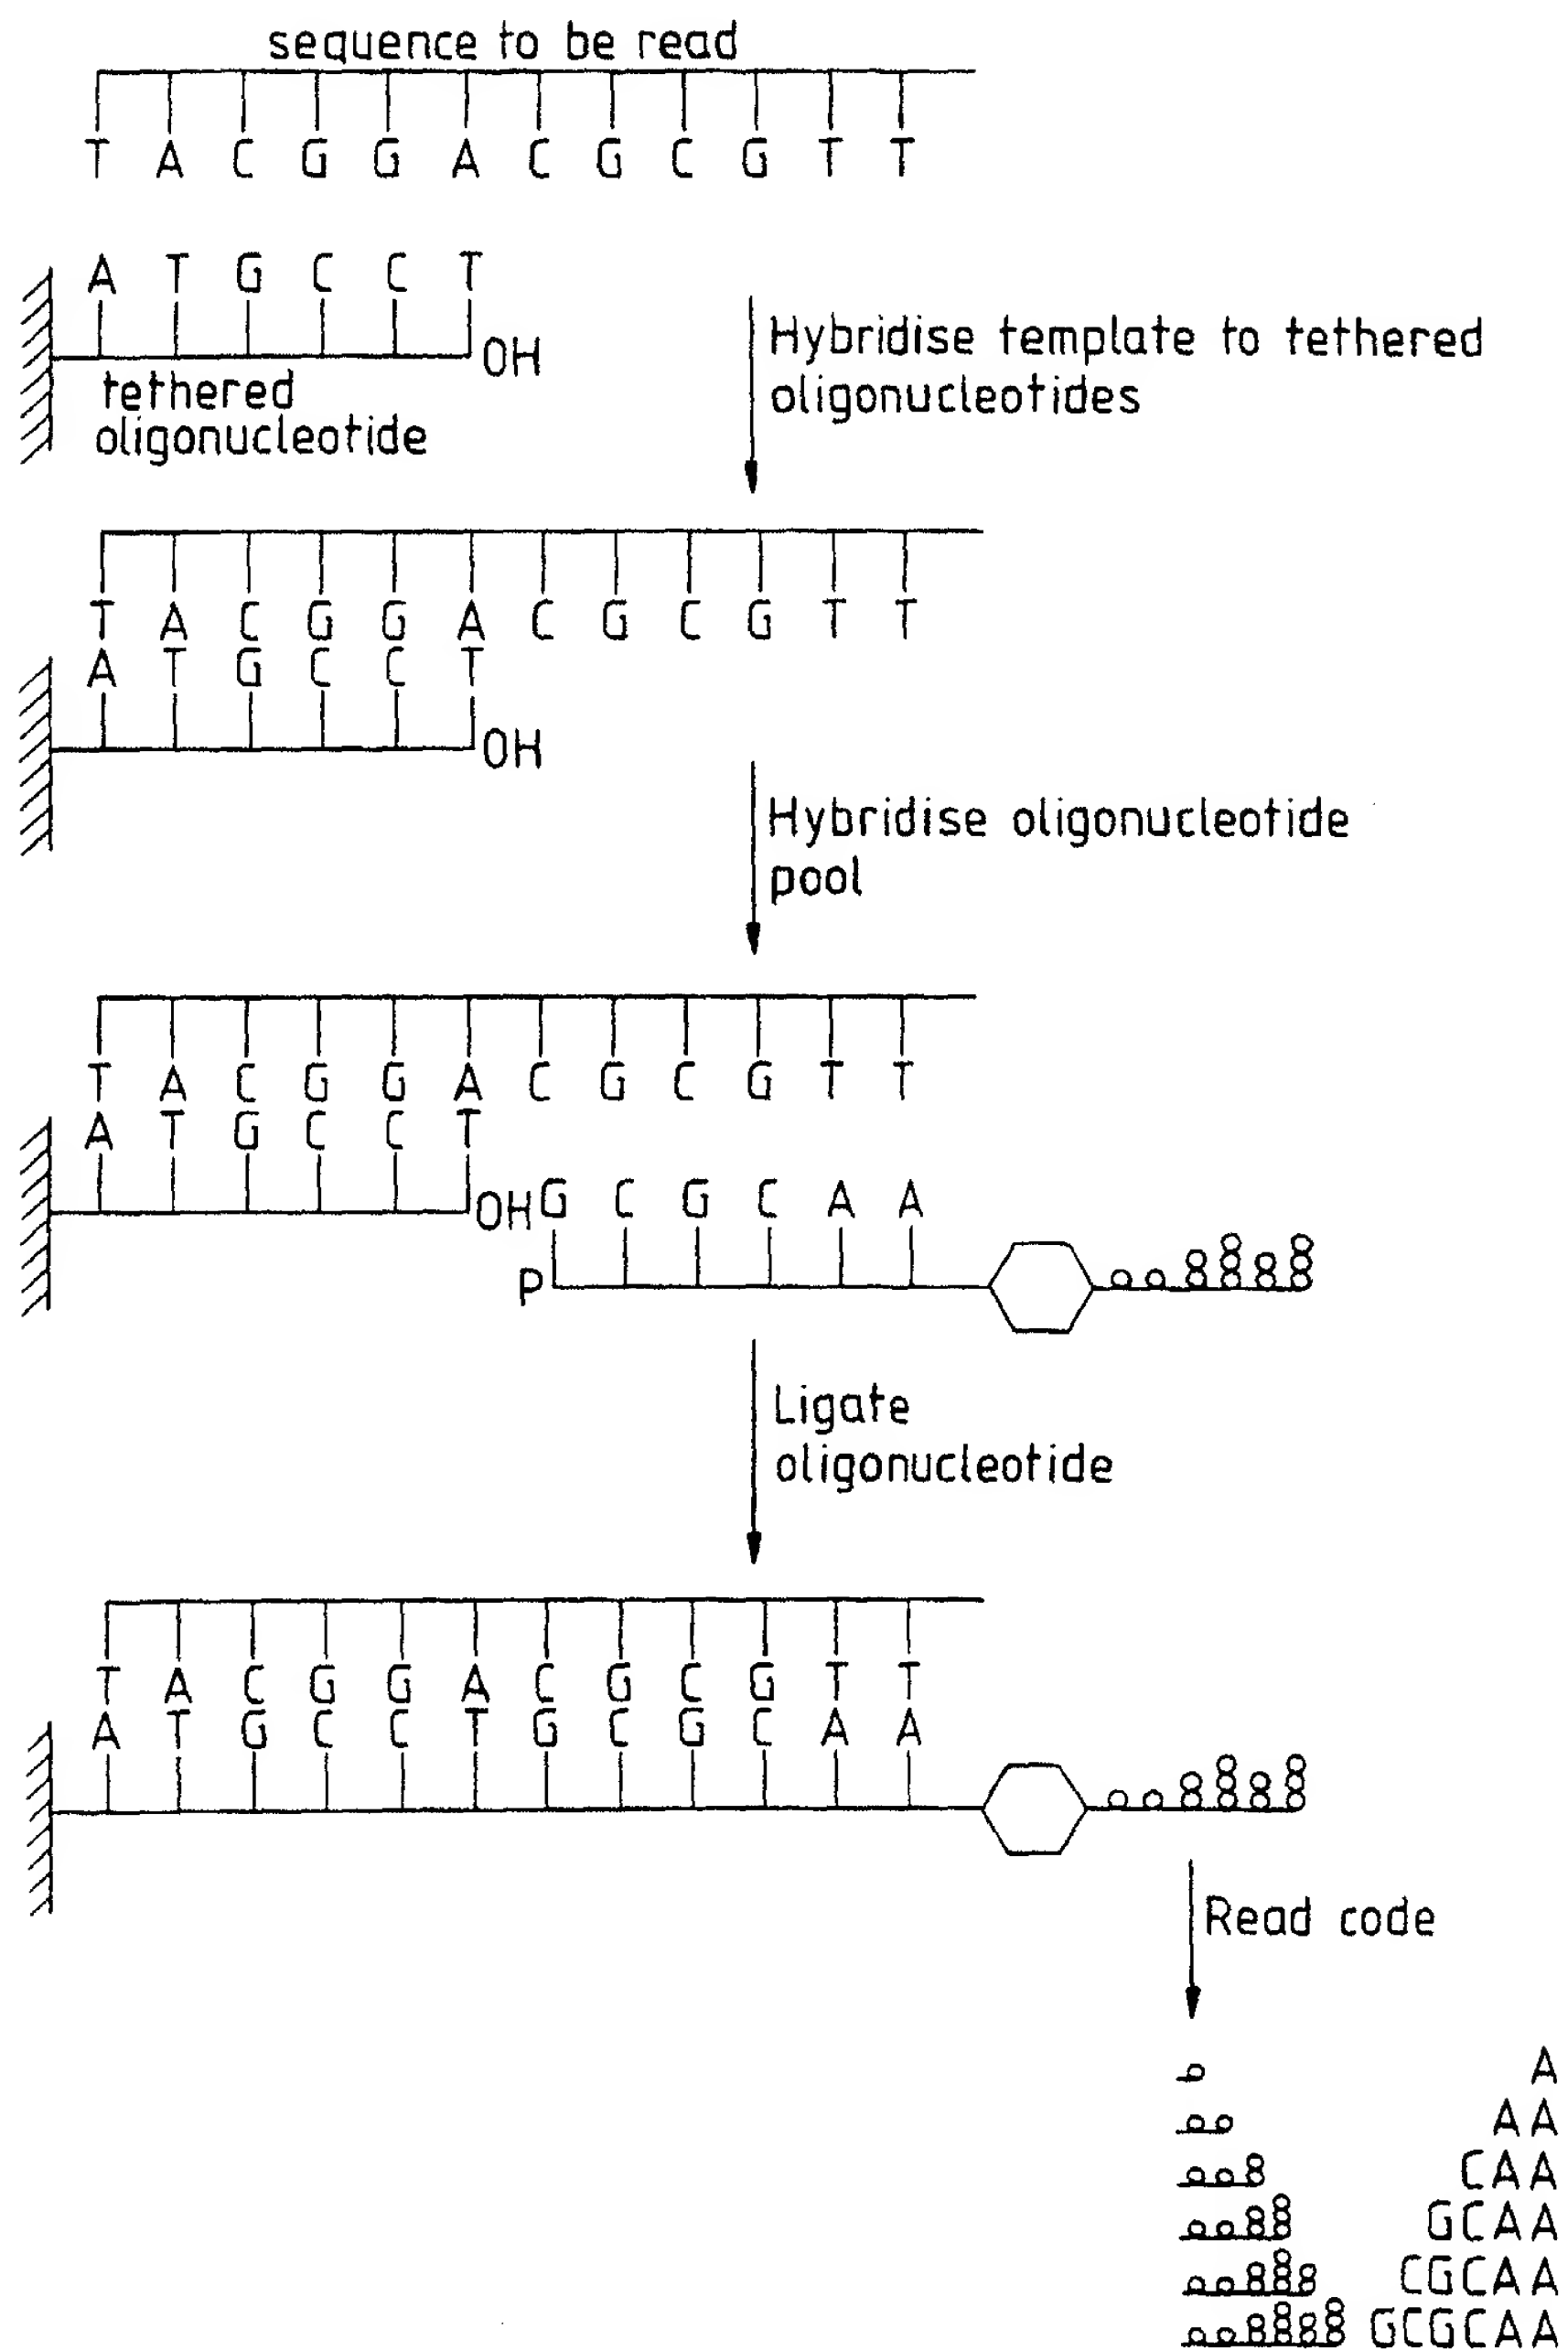 sequence to be read
T A C G G A C G C G T T
A T G C C T
OH
tethered
oligonucleotide
Hybridise template to tethered
oligonucleotides
T A C G G A C G C G T T
A T G C C T
OH
Hybridise oligonucleotide
pool
T A C G G A C G C G T T
A T G C C T
OH G C G C A A
P
Ligate
oligonucleotide
T A C G G A C G C G T T
A T G C C T G C G C A A
Read code
A
A A
C A A
G C A A
C G C A A
G C G C A A